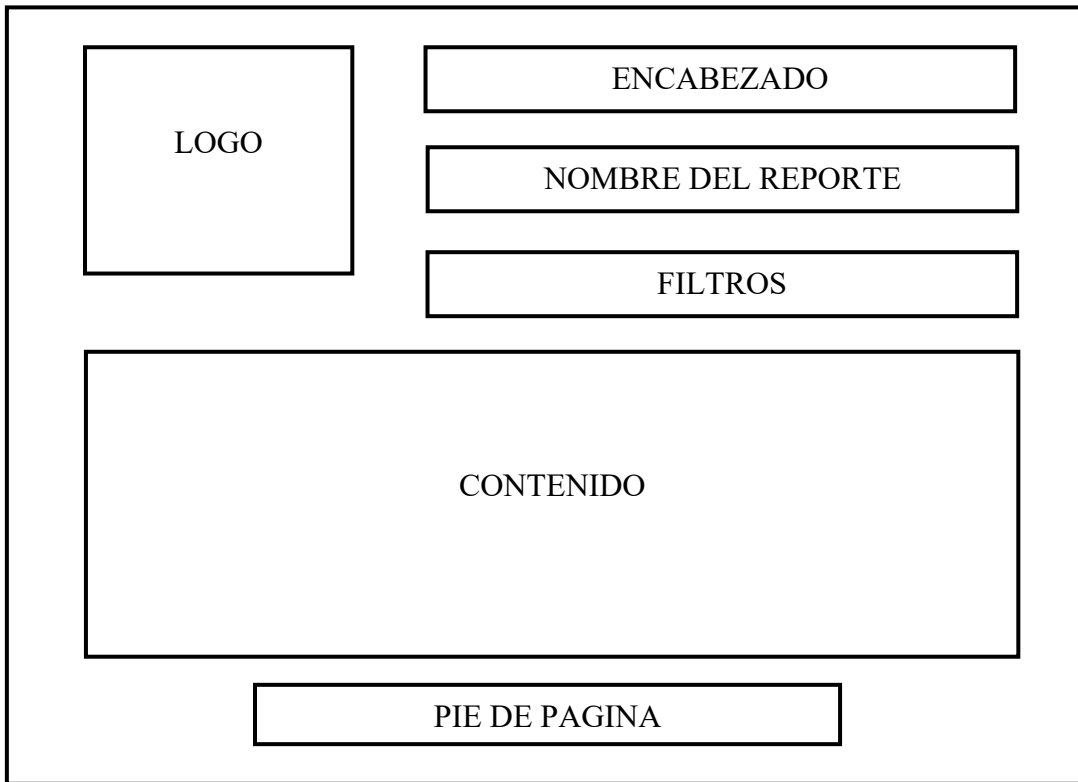 LOGO
ENCABEZADO
NOMBRE DEL REPORTE
FILTROS
CONTENIDO
PIE DE PAGINA